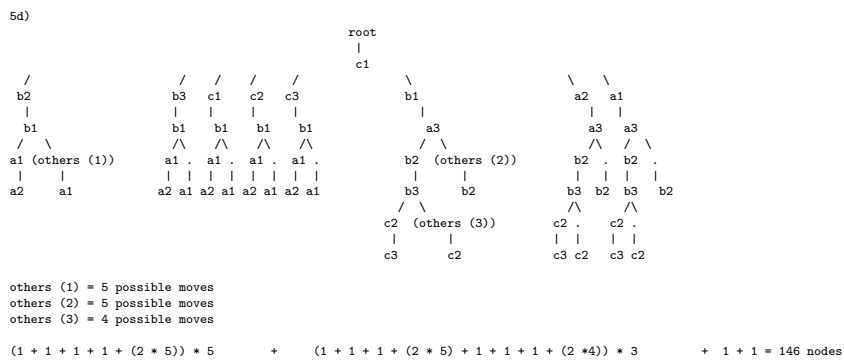 5d)
root
|
c1
/ / / / / \ \ \
b2 b3 c1 c2 c3 b1 a2 a1
| | | | | | | |
b1 b1 b1 b1 b1 a3 a3 a3
/ \ /\ /\ /\ /\ / \ /\ / \
a1 (others (1)) a1 . a1 . a1 . a1 . b2 (others (2)) b2 . b2 .
| | | | | | | | | | | | | | | |
a2 a1 a2 a1 a2 a1 a2 a1 a2 a1 b3 b2 b3 b2 b3 b2
/ \ /\ /\
c2 (others (3)) c2 . c2 .
| | | | | |
c3 c2 c3 c2 c3 c2
others (1) = 5 possible moves
others (2) = 5 possible moves
others (3) = 4 possible moves
(1 + 1 + 1 + 1 + (2 * 5)) * 5 + (1 + 1 + 1 + (2 * 5) + 1 + 1 + 1 + (2 *4)) * 3 + 1 + 1 = 146 nodes